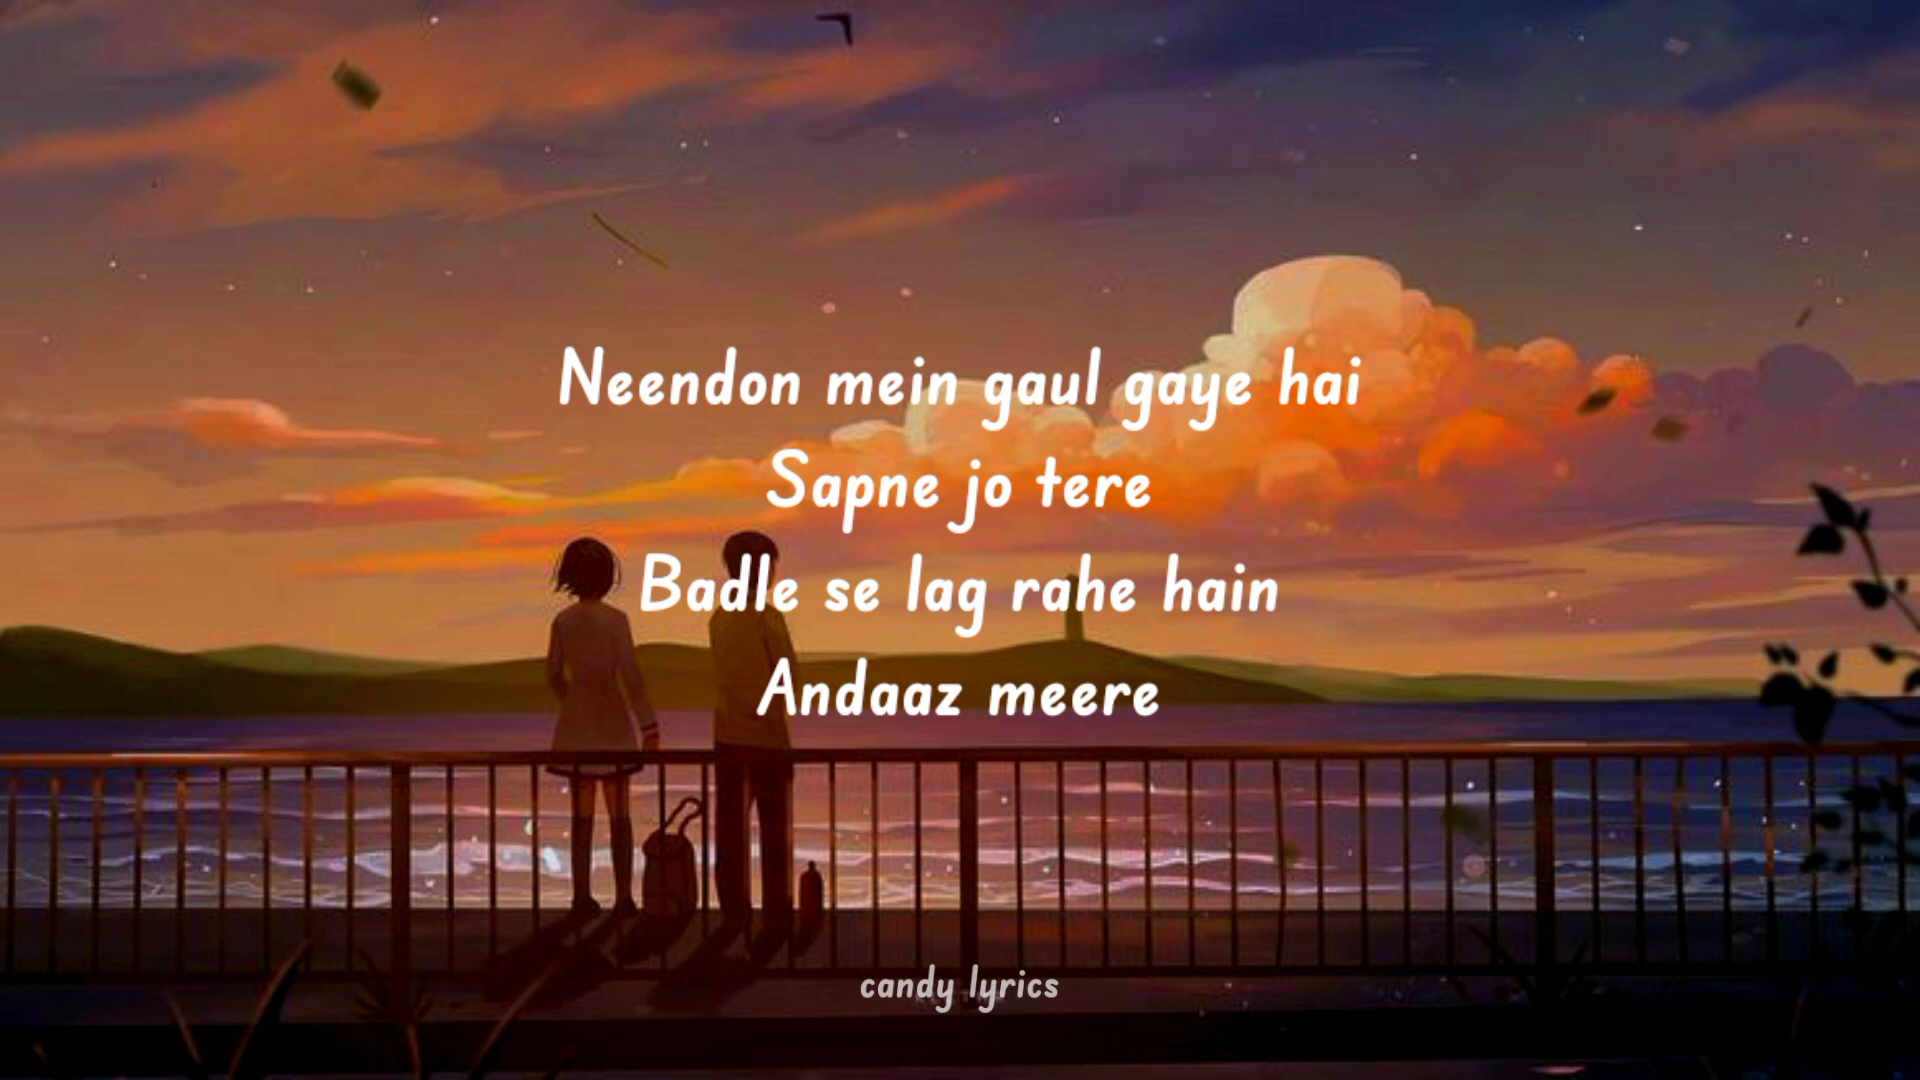 Neendon mein gaul gaye hai
Sapne jo tere
Badle se lag rahe hain
Andaaz meere
candy lyrics